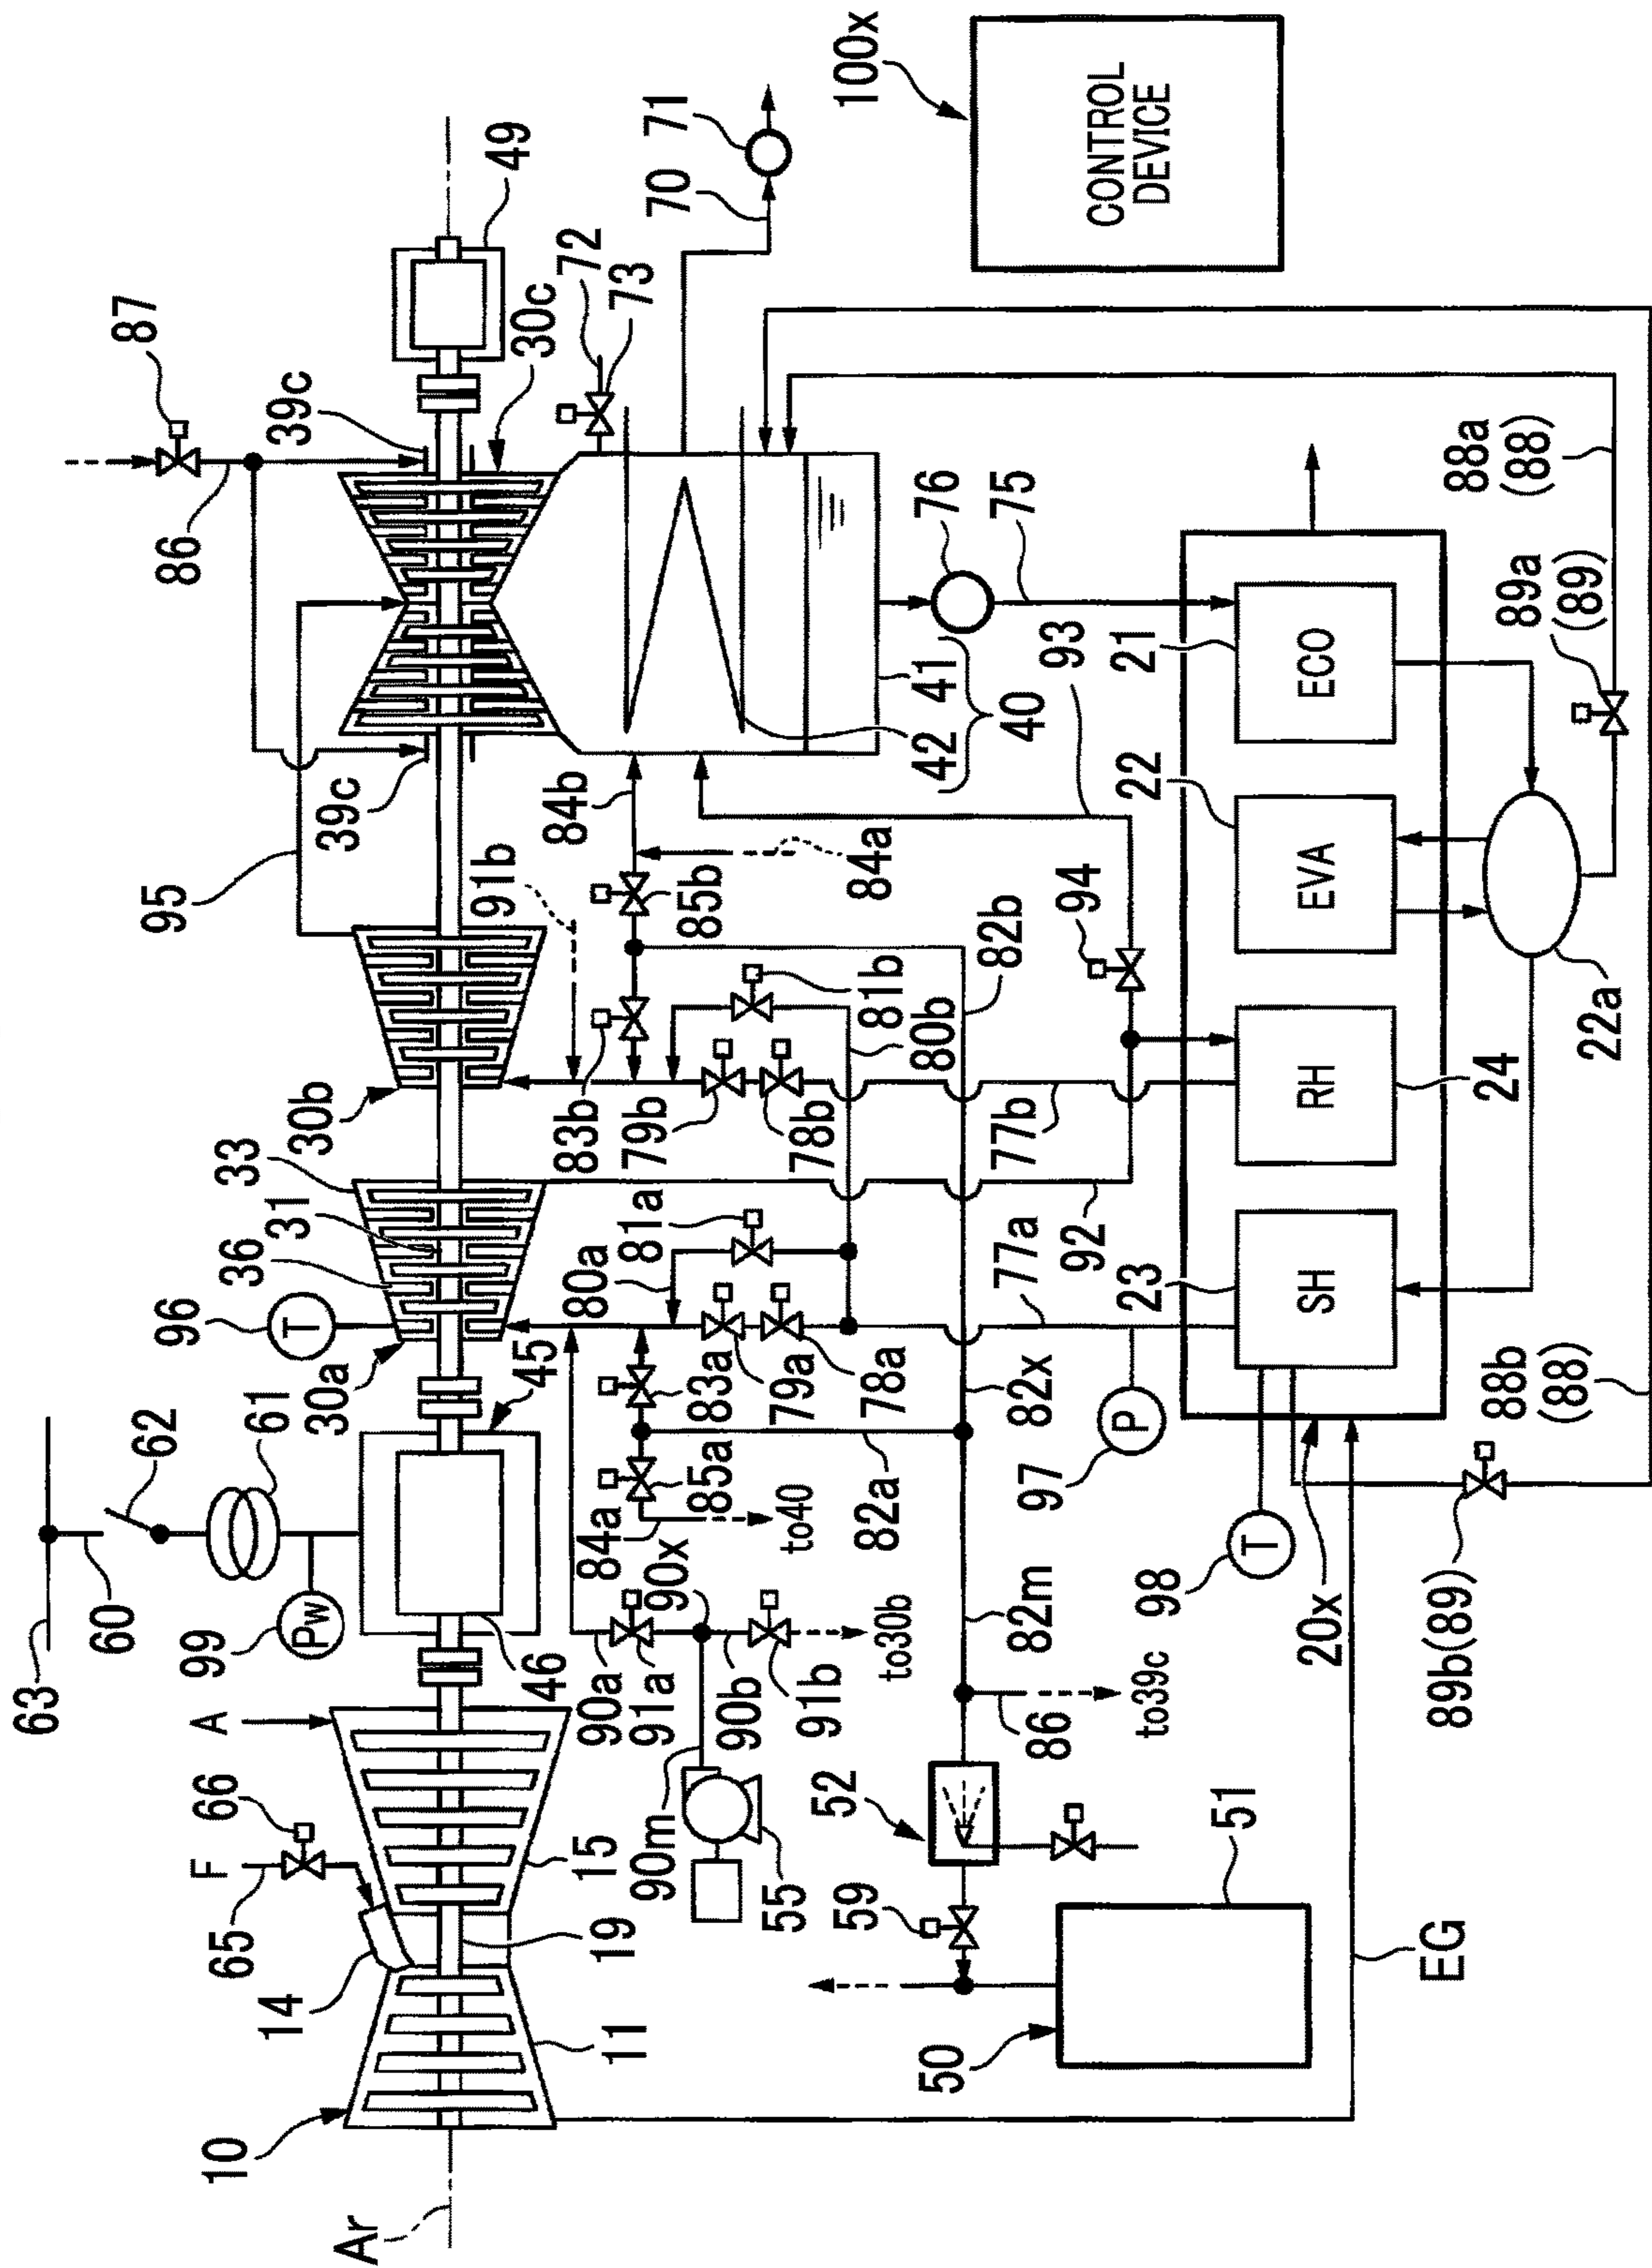 87
86
39c
39c
95
30c
49
72
73
70
71
100x
CONTROL
DEVICE
63
60
62
61
99
Pw
45
46
96
T
30a
36
31
33
30b
91b
84b
85b
84a
42
41
40
76
75
93
94
83b
79b
78b
81b
80b
82b
77b
81a
80a
83a
79a
78a
77a
92
82x
85a
84a
to40
82a
97
P
90x
90a
91a
90b
91b
to30b
90m
55
82m
86
to39c
52
59
50
51
A
F
66
65
14
15
19
11
10
Ar
EG
21
ECO
22
EVA
22a
RH
24
23
SH
98
T
20x
88a
(88)
89a
(89)
88b
(88)
89b(89)